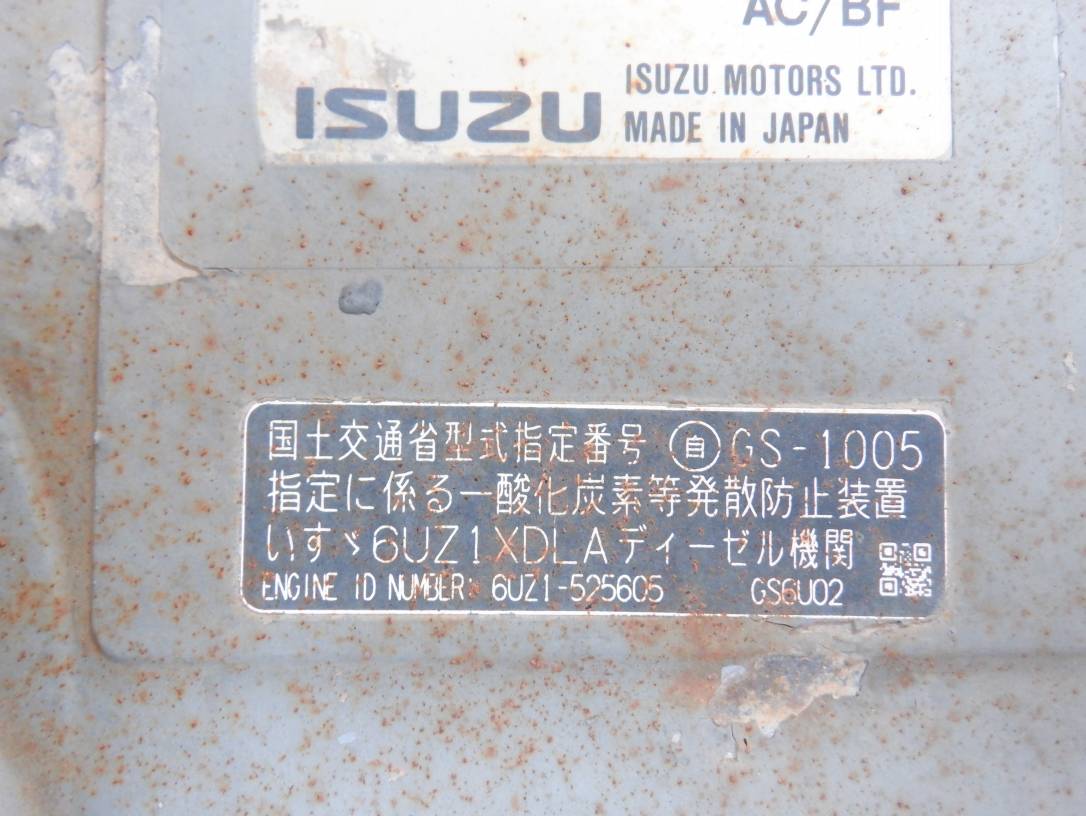 AC/BF
ISUZU MOTORS LTD.
ISUZU MADE IN JAPAN
国土交通省型式指定番号 自 GS-1005
指定に係る一酸化炭素等発散防止装置
いすゞ6UZ1XDLAディーゼル機関
ENGINE ID NUMBER: 6UZ1-525605 GS6U02